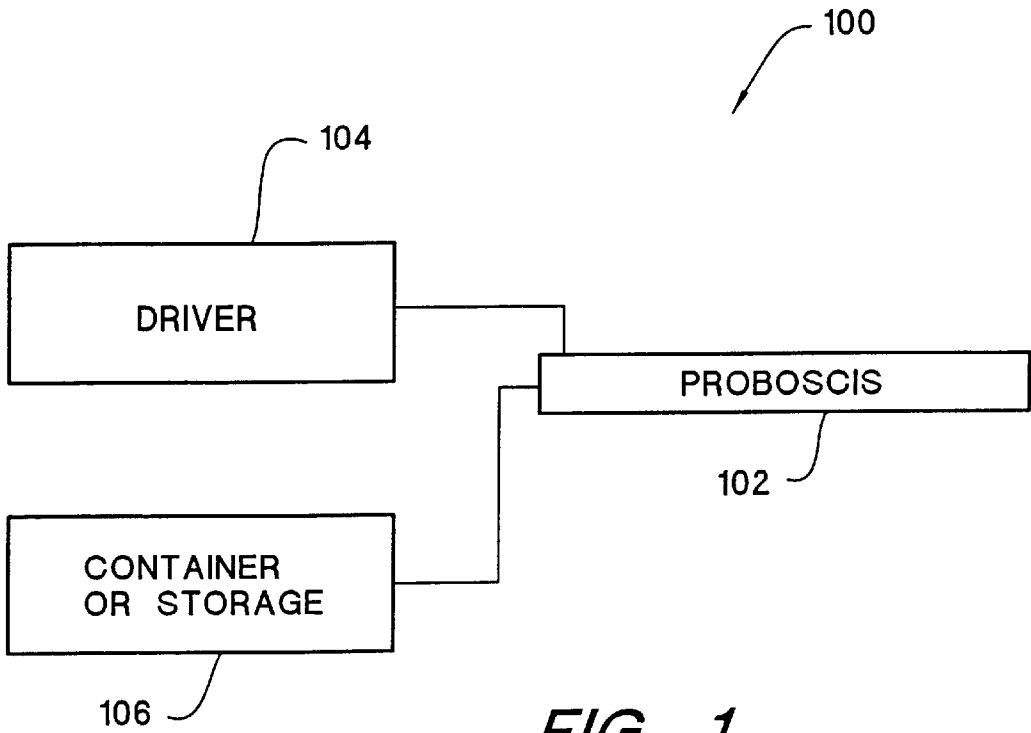 100
104
DRIVER
PROBOSCIS
102
CONTAINER
OR STORAGE
106
FIG. 1